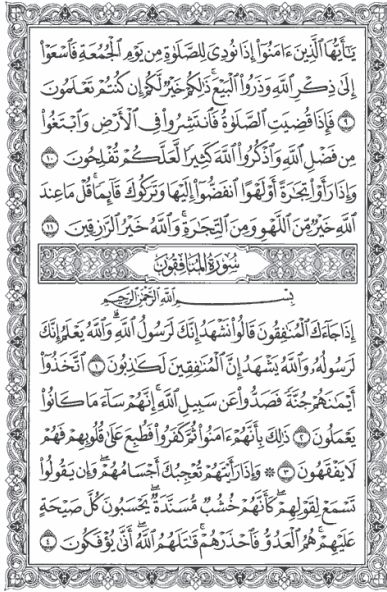 يَـٰٓأَيُّهَا ٱلَّذِينَ ءَامَنُوٓا۟ إِذَا نُودِىَ لِلصَّلَوٰةِ مِن يَوْمِ ٱلْجُمُعَةِ فَٱسْعَوْا۟
إِلَىٰ ذِكْرِ ٱللَّهِ وَذَرُوا۟ ٱلْبَيْعَ ۚ ذَٰلِكُمْ خَيْرٌ لَّكُمْ إِن كُنتُمْ تَعْلَمُونَ
٩ فَإِذَا قُضِيَتِ ٱلصَّلَوٰةُ فَٱنتَشِرُوا۟ فِى ٱلْأَرْضِ وَٱبْتَغُوا۟
مِن فَضْلِ ٱللَّهِ وَٱذْكُرُوا۟ ٱللَّهَ كَثِيرًا لَّعَلَّكُمْ تُفْلِحُونَ ١٠
وَإِذَا رَأَوْا۟ تِجَـٰرَةً أَوْ لَهْوًا ٱنفَضُّوٓا۟ إِلَيْهَا وَتَرَكُوكَ قَآئِمًا ۚ قُلْ مَا عِندَ
ٱللَّهِ خَيْرٌ مِّنَ ٱللَّهْوِ وَمِنَ ٱلتِّجَـٰرَةِ ۚ وَٱللَّهُ خَيْرُ ٱلرَّٰزِقِينَ ١١
سُورَةُ المُنَافِقُونَ
بِسْمِ ٱللَّهِ ٱلرَّحْمَـٰنِ ٱلرَّحِيمِ
إِذَا جَآءَكَ ٱلْمُنَـٰفِقُونَ قَالُوا۟ نَشْهَدُ إِنَّكَ لَرَسُولُ ٱللَّهِ ۗ وَٱللَّهُ يَعْلَمُ إِنَّكَ
لَرَسُولُهُۥ وَٱللَّهُ يَشْهَدُ إِنَّ ٱلْمُنَـٰفِقِينَ لَكَـٰذِبُونَ ١ ٱتَّخَذُوٓا۟
أَيْمَـٰنَهُمْ جُنَّةً فَصَدُّوا۟ عَن سَبِيلِ ٱللَّهِ ۚ إِنَّهُمْ سَآءَ مَا كَانُوا۟
يَعْمَلُونَ ٢ ذَٰلِكَ بِأَنَّهُمْ ءَامَنُوا۟ ثُمَّ كَفَرُوا۟ فَطُبِعَ عَلَىٰ قُلُوبِهِمْ فَهُمْ
لَا يَفْقَهُونَ ٣ ۞ وَإِذَا رَأَيْتَهُمْ تُعْجِبُكَ أَجْسَامُهُمْ ۖ وَإِن يَقُولُوا۟
تَسْمَعْ لِقَوْلِهِمْ ۖ كَأَنَّهُمْ خُشُبٌ مُّسَنَّدَةٌ ۖ يَحْسَبُونَ كُلَّ صَيْحَةٍ
عَلَيْهِمْ ۚ هُمُ ٱلْعَدُوُّ فَٱحْذَرْهُمْ ۚ قَـٰتَلَهُمُ ٱللَّهُ ۖ أَنَّىٰ يُؤْفَكُونَ ٤